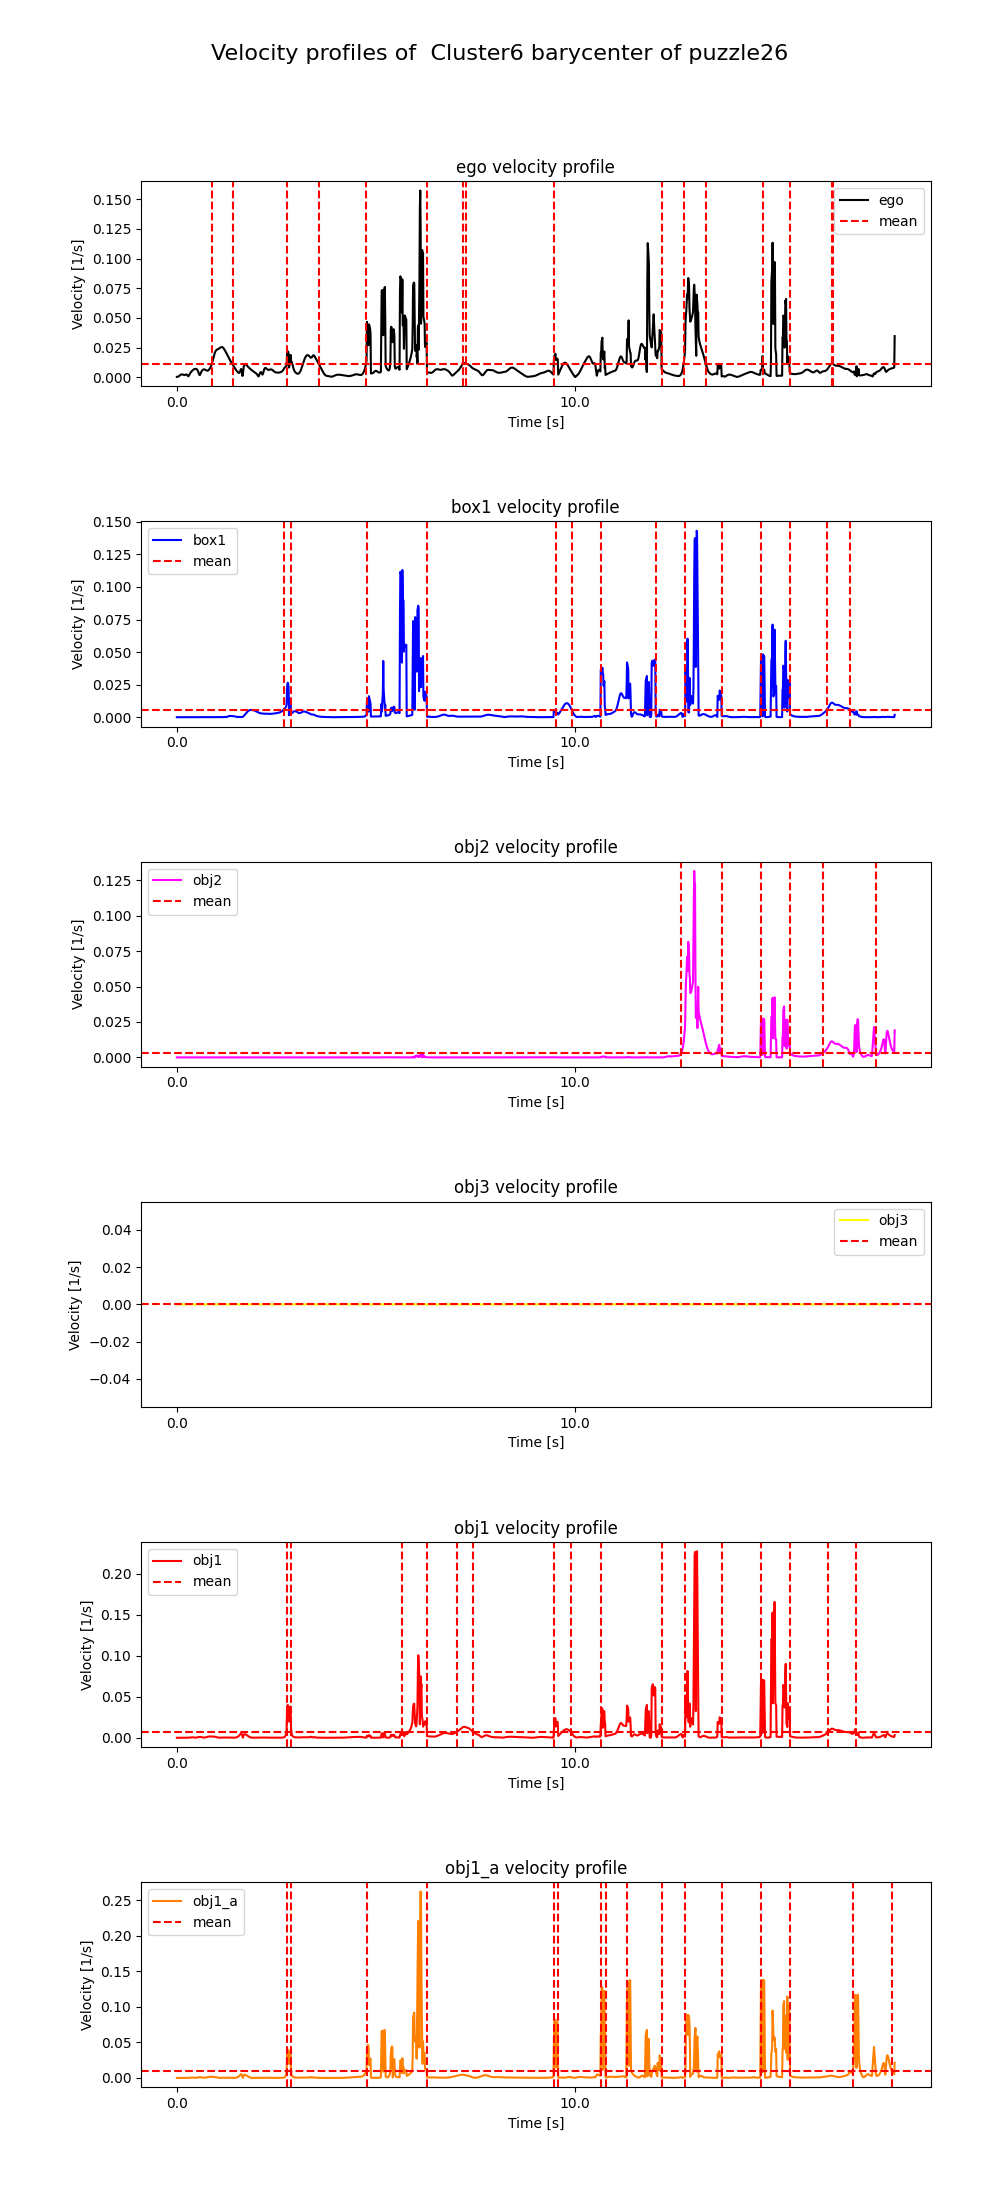 Velocity profiles of  Cluster6 barycenter of puzzle26
ego velocity profile
Velocity [1/s]
0.150
0.125
0.100
0.075
0.050
0.025
0.000
ego
mean
0.0
10.0
Time [s]
box1 velocity profile
Velocity [1/s]
0.150
0.125
0.100
0.075
0.050
0.025
0.000
box1
mean
0.0
10.0
Time [s]
obj2 velocity profile
Velocity [1/s]
0.125
0.100
0.075
0.050
0.025
0.000
obj2
mean
0.0
10.0
Time [s]
obj3 velocity profile
Velocity [1/s]
0.04
0.02
0.00
−0.02
−0.04
obj3
mean
0.0
10.0
Time [s]
obj1 velocity profile
Velocity [1/s]
0.20
0.15
0.10
0.05
0.00
obj1
mean
0.0
10.0
Time [s]
obj1_a velocity profile
Velocity [1/s]
0.25
0.20
0.15
0.10
0.05
0.00
obj1_a
mean
0.0
10.0
Time [s]